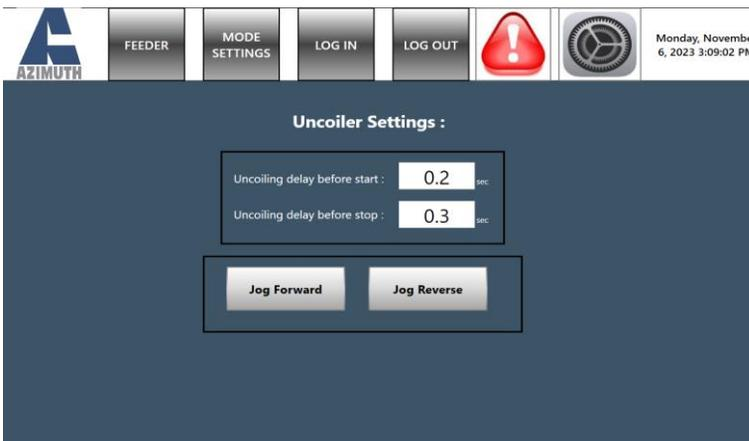 AZIMUTH
FEEDER
MODE
SETTINGS
LOG IN
LOG OUT
Monday, Novembe
6, 2023 3:09:02 PM
Uncoiler Settings :
Uncoiling delay before start : 0.2 sec
Uncoiling delay before stop : 0.3 sec
Jog Forward
Jog Reverse